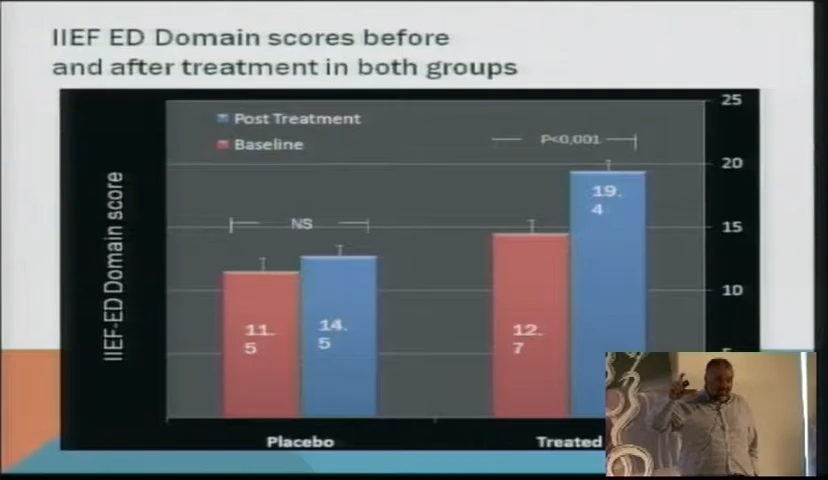 IIEF ED Domain scores before
and after treatment in both groups
25
Post Treatment
P<0,001
Baseline
20
19.
4
IIEF-ED Domain score
NS
15
10
11.
5
14.
5
12.
7
Placebo
Treated